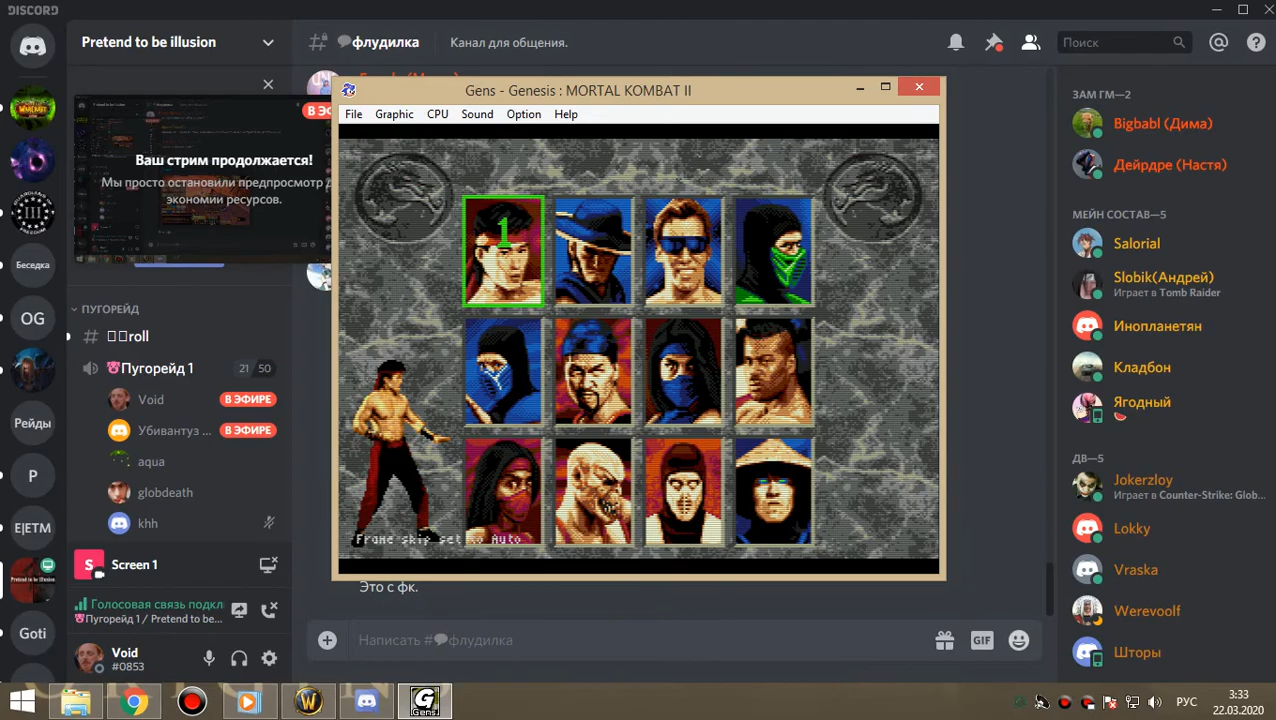 DISCORD
Pretend to be illusion
флудилка
Канал для общения.
Поиск
Gens - Genesis : MORTAL KOMBAT II
File Graphic CPU Sound Option Help
1
Frame skip set to Auto
В ЭФИ
Ваш стрим продолжается!
Мы просто остановили предпросмотр д
экономии ресурсов.
Беседка
OG
Рейды
P
E|ETM
Goti
ПУГОРЕЙД
roll
Пугорейд 1
21 50
Void
В ЭФИРЕ
Убивантуз ...
В ЭФИРЕ
aqua
globdeath
khh
S
Screen 1
Голосовая связь подкл
Пугорейд 1 / Pretend to be...
Void
#0853
Это с фк.
Написать #флудилка
GIF
ЗАМ ГМ—2
Bigbabl (Дима)
Дейрдре (Настя)
МЕЙН СОСТАВ—5
Salorial
Slobik(Андрей)
Играет в Tomb Raider
Инопланетян
Кладбон
Ягодный
ДВ—5
Jokerzloy
Играет в Counter-Strike: Glob...
Lokky
Vraska
Werevoolf
Шторы
Gens
РУС
3:33
22.03.2020